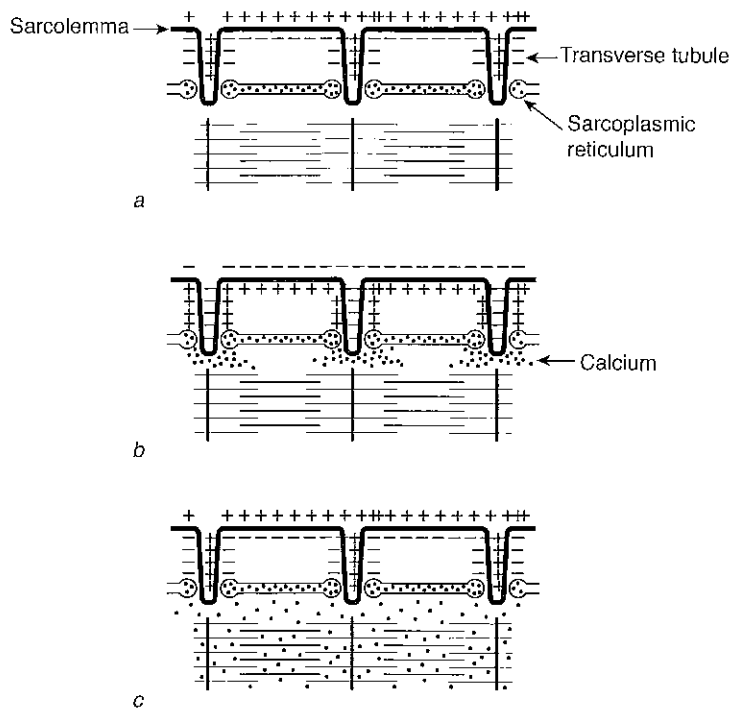 Sarcolemma
Transverse tubule
Sarcoplasmic
reticulum
a
b
Calcium
c